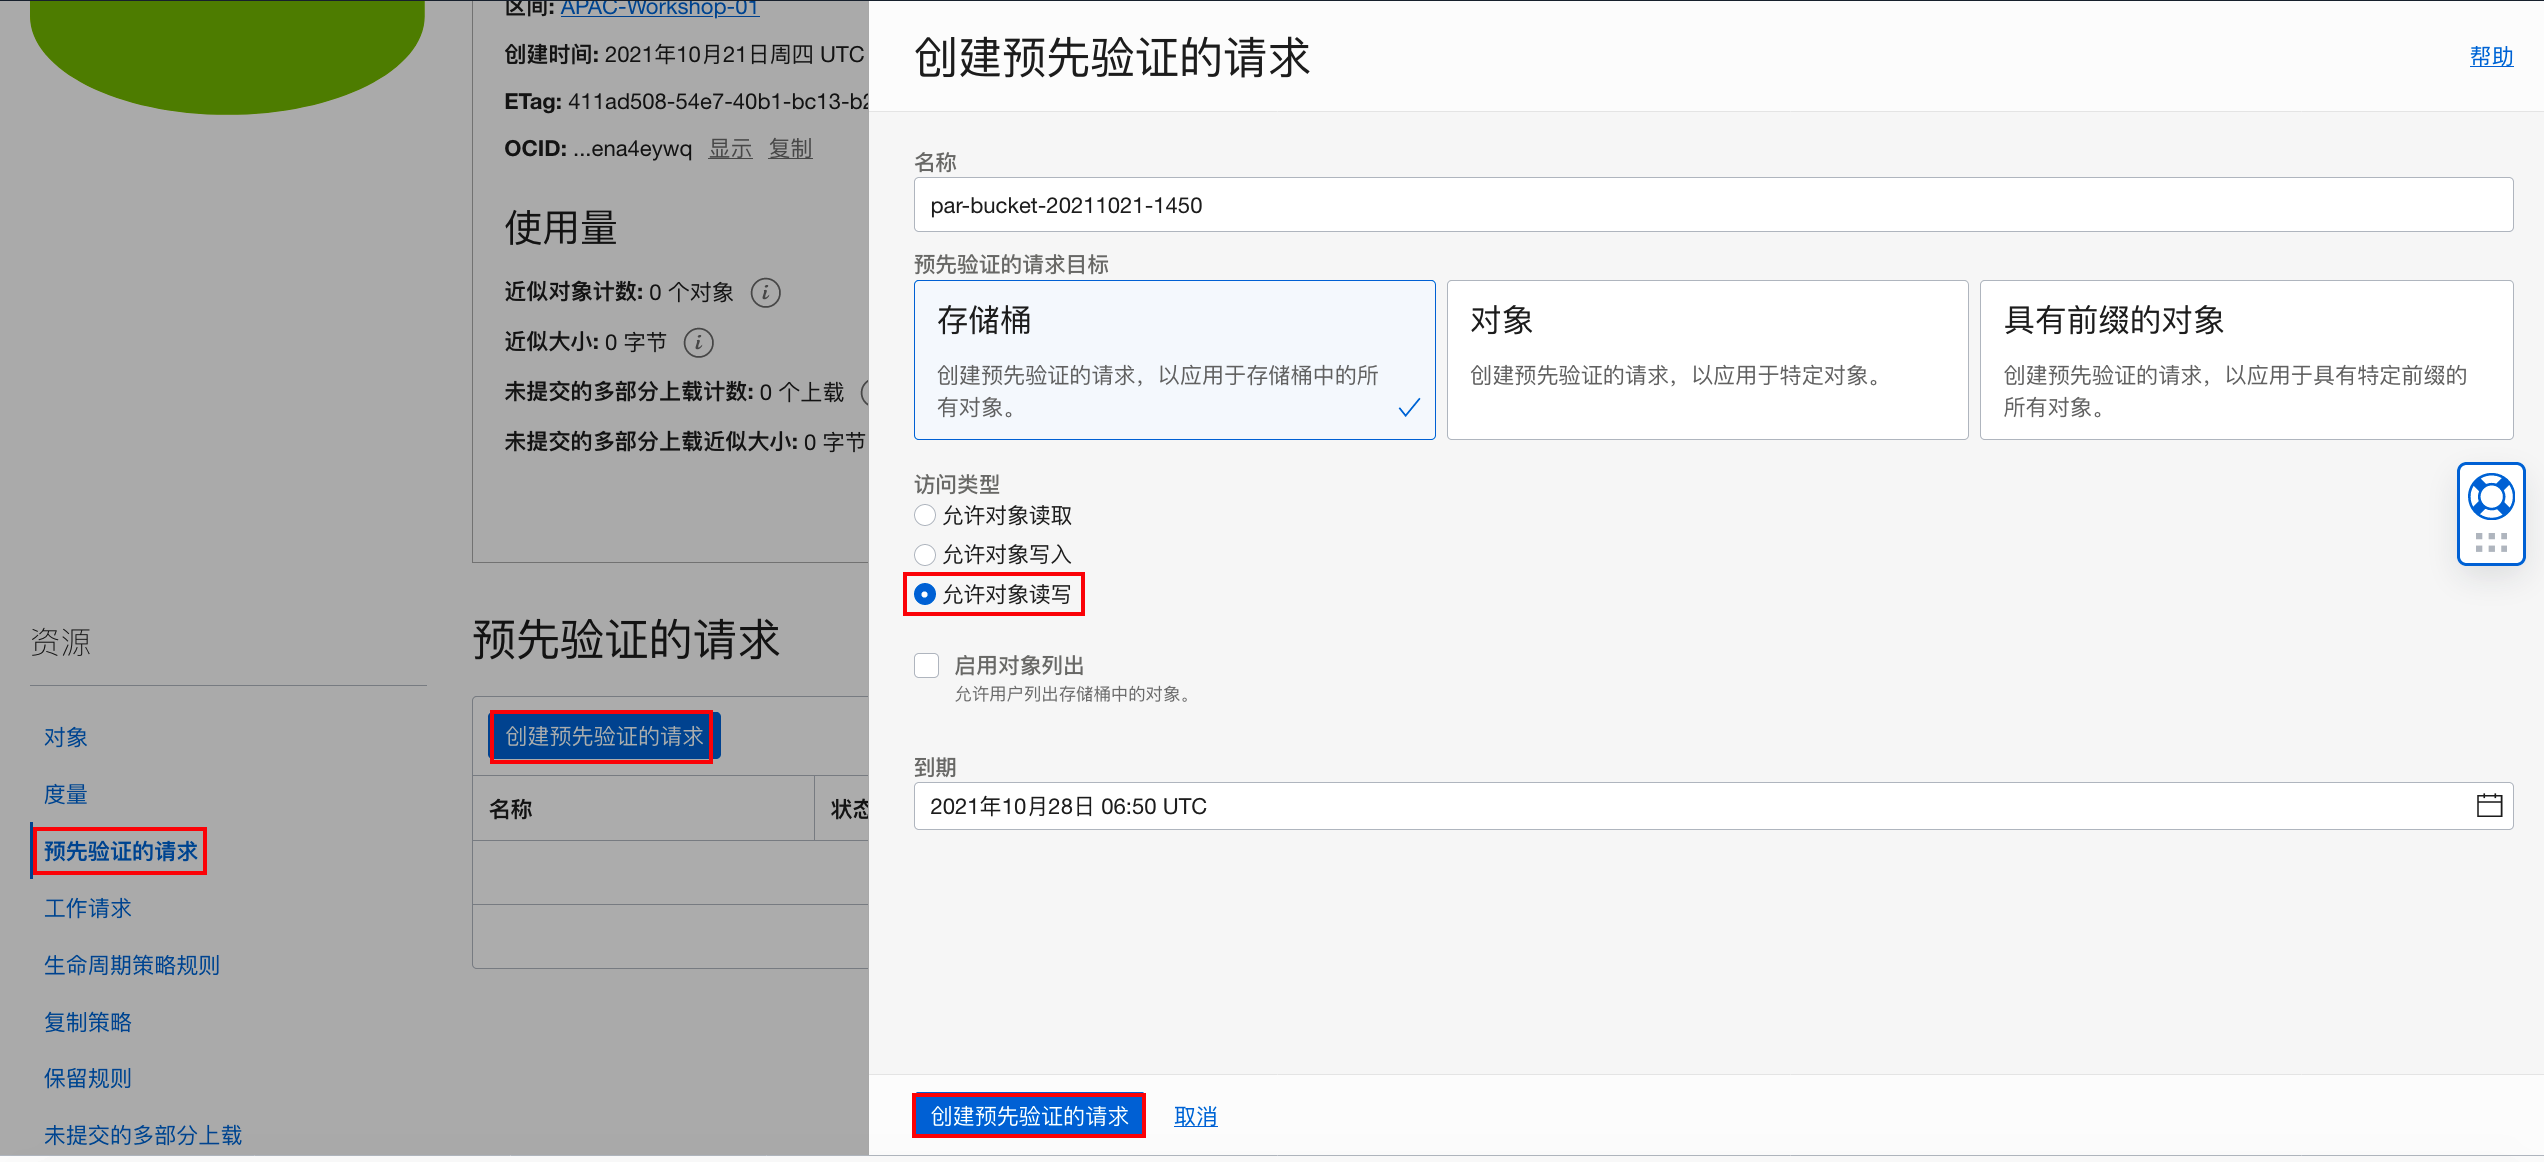 区间: APAC-Workshop-01
创建时间: 2021年10月21日周四 UTC
ETag: 411ad508-54e7-40b1-bc13-b2
OCID: ...ena4eywq 显示 复制
使用量
近似对象计数: 0 个对象
近似大小: 0 字节
未提交的多部分上载计数: 0 个上载
未提交的多部分上载近似大小: 0 字节
资源
对象
度量
预先验证的请求
工作请求
生命周期策略规则
复制策略
保留规则
未提交的多部分上载
预先验证的请求
创建预先验证的请求
名称 状态
创建预先验证的请求
帮助
名称
par-bucket-20211021-1450
预先验证的请求目标
存储桶
创建预先验证的请求，以应用于存储桶中的所
有对象。
对象
创建预先验证的请求，以应用于特定对象。
具有前缀的对象
创建预先验证的请求，以应用于具有特定前缀的
所有对象。
访问类型
允许对象读取
允许对象写入
允许对象读写
启用对象列出
允许用户列出存储桶中的对象。
到期
2021年10月28日 06:50 UTC
创建预先验证的请求 取消